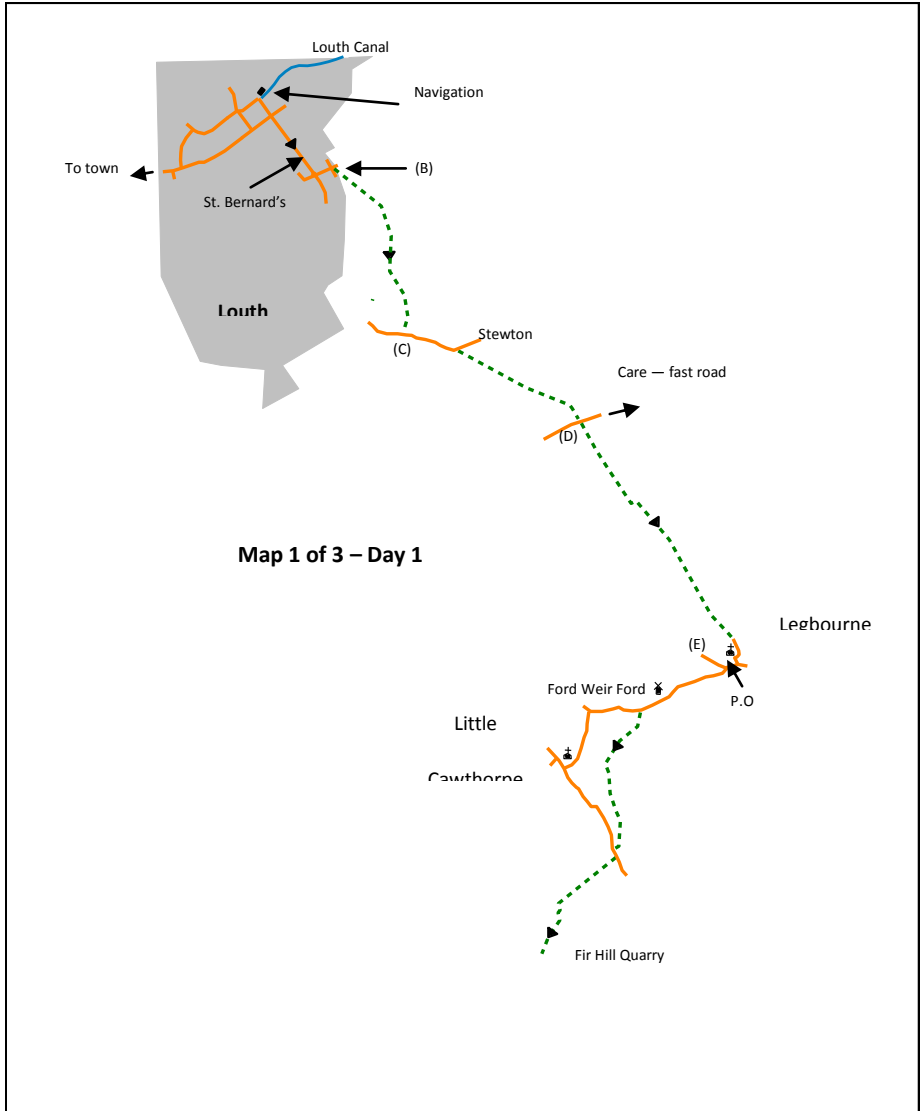 Louth Canal
Navigation
To town
(B)
St. Bernard's
Louth
Stewton
(C)
Care — fast road
(D)
Map 1 of 3 – Day 1
Legbourne
(E)
Ford Weir Ford
P.O
Little
Cawthorpe
Fir Hill Quarry